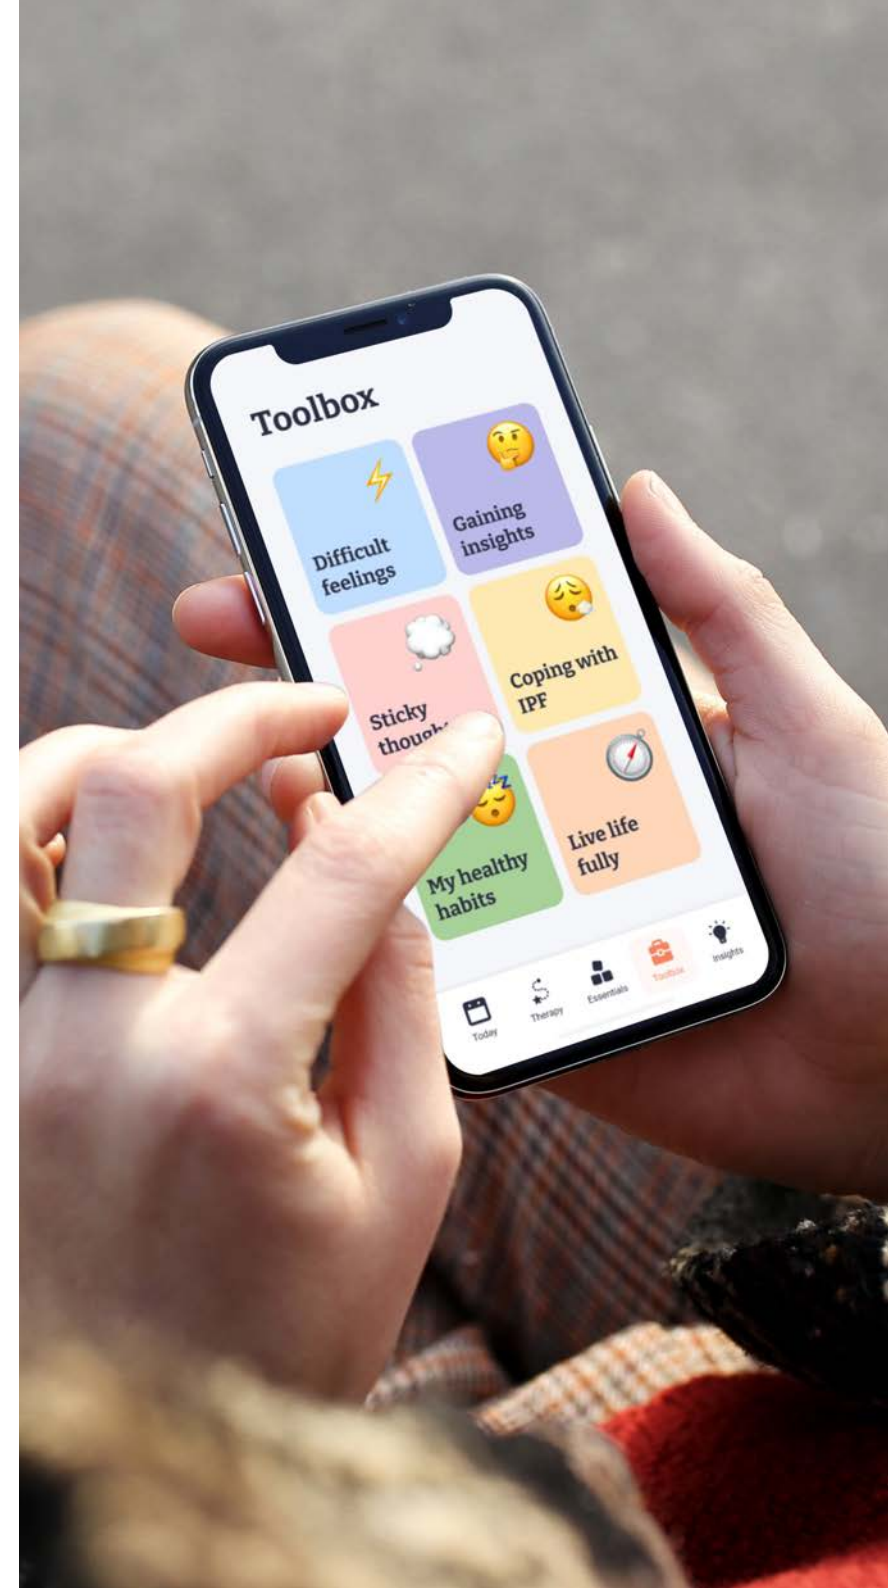 Toolbox
Difficult
feelings
Gaining
insights
Sticky
Coping with
IPF
My healthy
habits
Live life
fully
Today
Therapy
Essentials
Toolbox
Insights